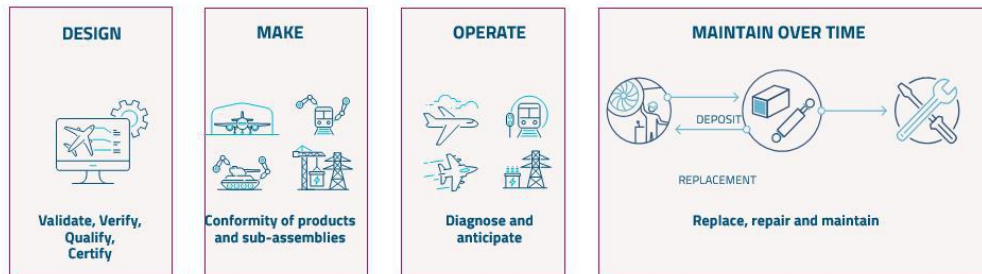 DESIGN
Validate, Verify,
Qualify,
Certify
MAKE
Conformity of products
and sub-assemblies
OPERATE
Diagnose and
anticipate
MAINTAIN OVER TIME
DEPOSIT
REPLACEMENT
Replace, repair and maintain